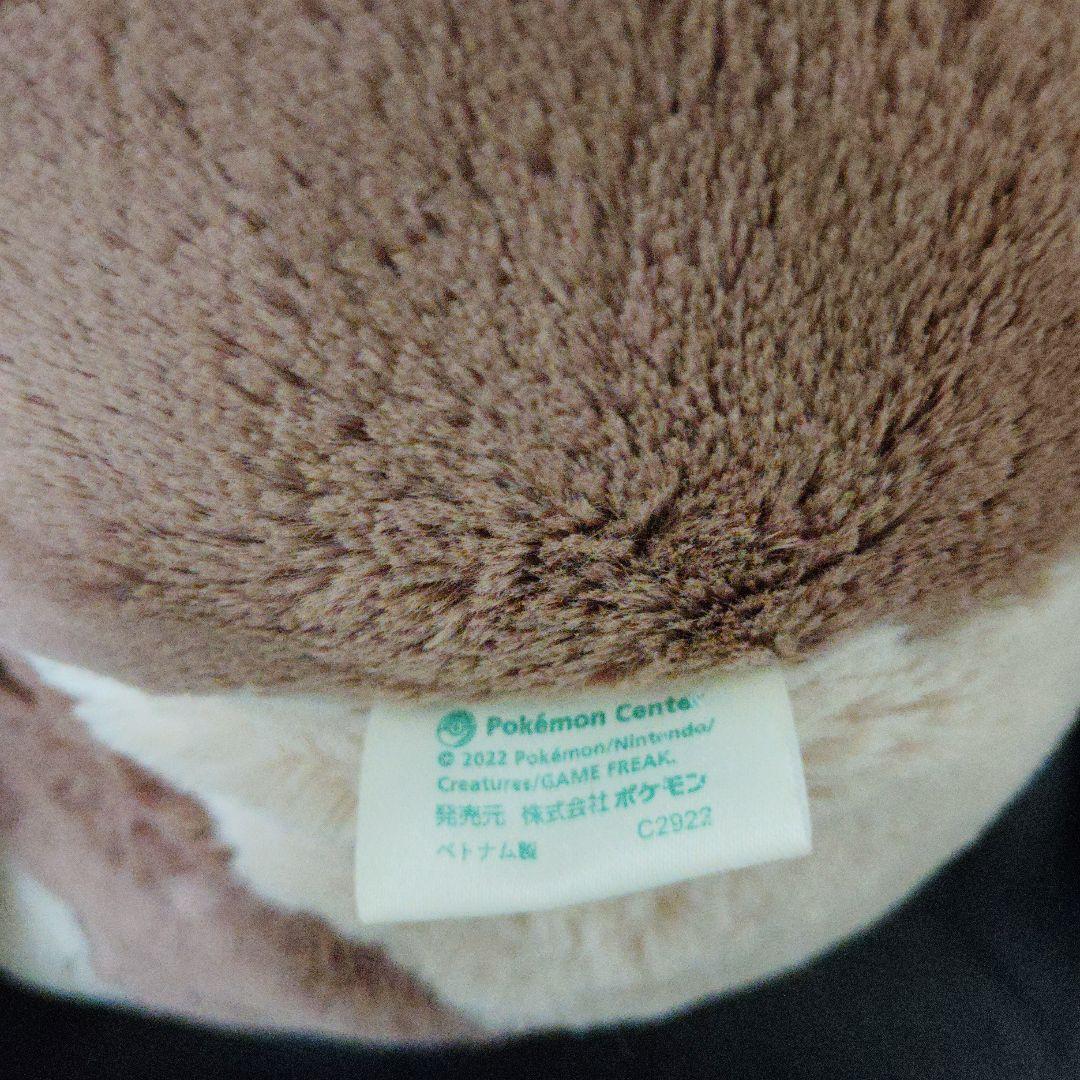 Pokémon Center
© 2022 Pokémon/Nintendo/
Creatures/GAME FREAK.
発売元 株式会社ポケモン
ベトナム製 C2922